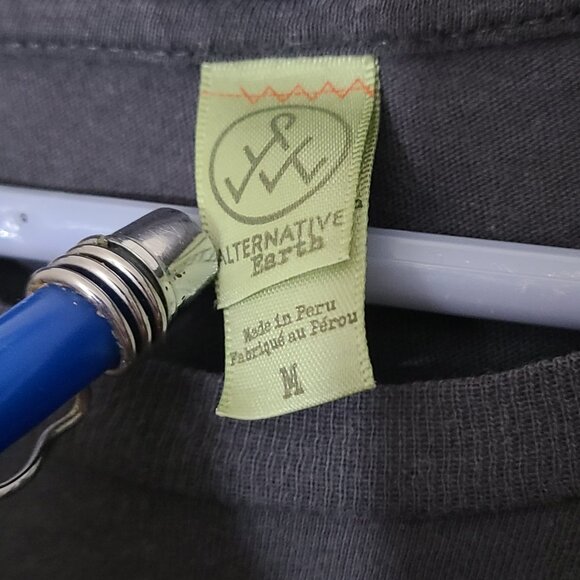 ALTERNATIVE
Earth
Made in Peru
Fabriqué au Pérou
M